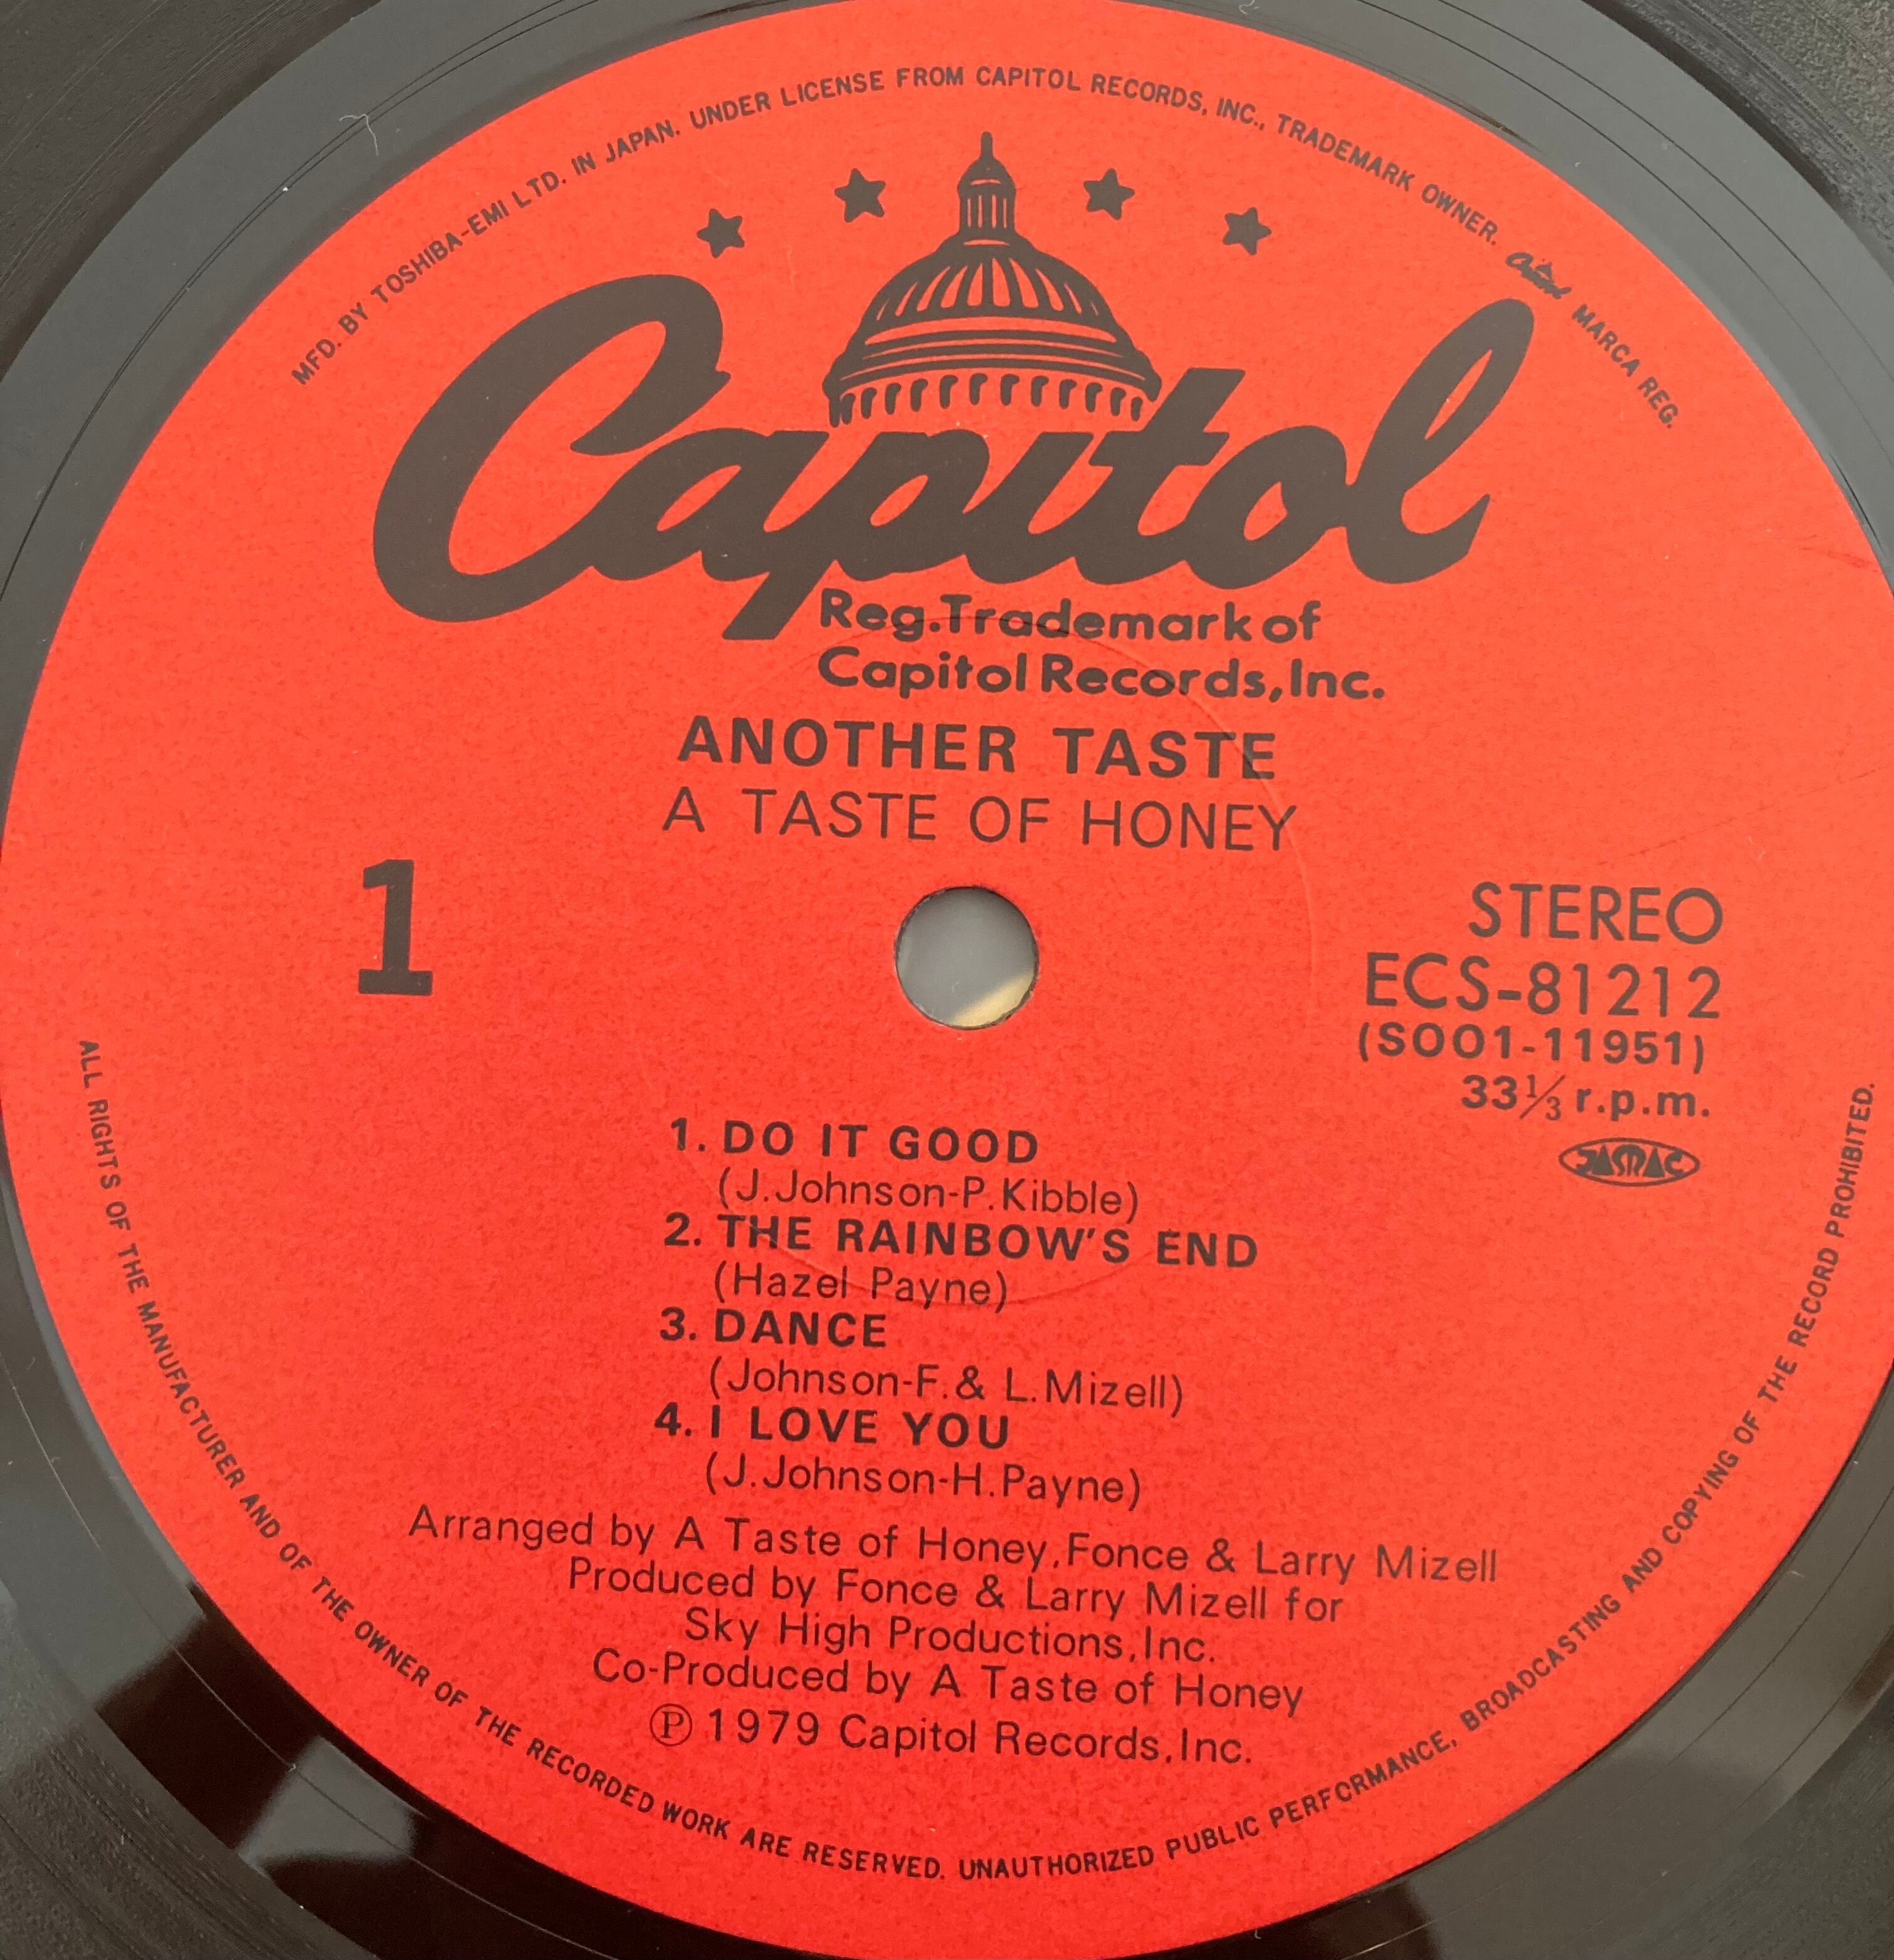 MFD. BY TOSHIBA-EMI LTD. IN JAPAN. UNDER LICENSE FROM CAPITOL RECORDS, INC., TRADEMARK OWNER. Capitol MARCA REG.
Capitol
Reg. Trademark of
Capitol Records, Inc.
ANOTHER TASTE
A TASTE OF HONEY
1
STEREO
ECS-81212
(SOO1-11951)
33⅓ r.p.m.
JASRAC
1. DO IT GOOD
(J. Johnson-P. Kibble)
2. THE RAINBOW'S END
(Hazel Payne)
3. DANCE
(Johnson-F. & L. Mizell)
4. I LOVE YOU
(J. Johnson-H. Payne)
Arranged by A Taste of Honey, Fonce & Larry Mizell
Produced by Fonce & Larry Mizell for
Sky High Productions, Inc.
Co-Produced by A Taste of Honey
℗ 1979 Capitol Records, Inc.
ALL RIGHTS OF THE MANUFACTURER AND OF THE OWNER OF THE RECORDED WORK ARE RESERVED. UNAUTHORIZED PUBLIC PERFORMANCE, BROADCASTING AND COPYING OF THE RECORD PROHIBITED.